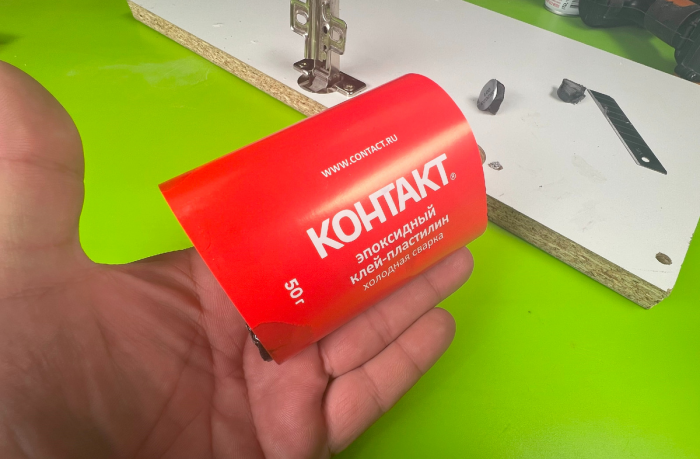 WWW.CONTACT.RU
КОНТАКТ®
эпоксидный
клей-пластилин
холодная сварка
50 г